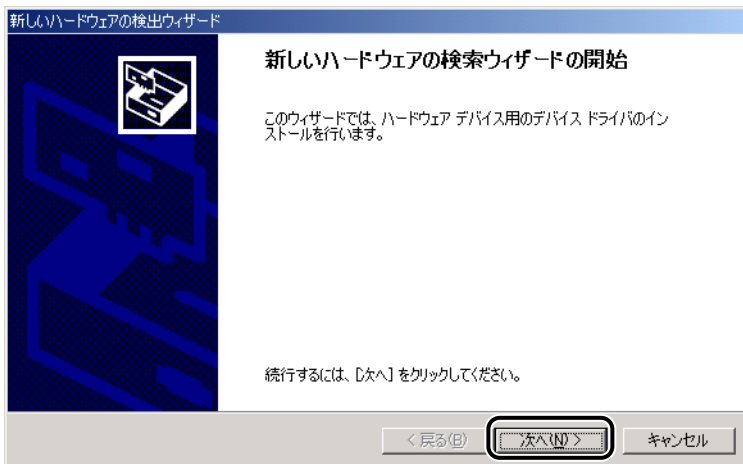 新しいハードウェアの検出ウィザード
新しいハードウェアの検索ウィザードの開始
このウィザードでは、ハードウェア デバイス用のデバイス ドライバのイン
ストールを行います。
続行するには、[次へ] をクリックしてください。
< 戻る(B)
次へ(N) >
キャンセル